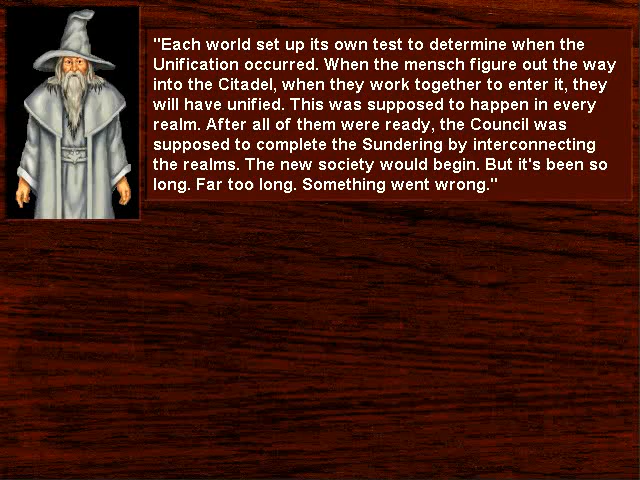 "Each world set up its own test to determine when the
Unification occurred. When the mensch figure out the way
into the Citadel, when they work together to enter it, they
will have unified. This was supposed to happen in every
realm. After all of them were ready, the Council was
supposed to complete the Sundering by interconnecting
the realms. The new society would begin. But it's been so
long. Far too long. Something went wrong."